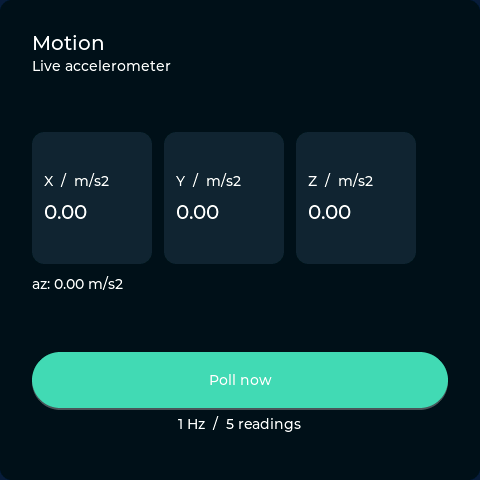 Motion
Live accelerometer
X / m/s2
Y / m/s2
Z / m/s2
0.00
0.00
0.00
az: 0.00 m/s2
Poll now
1 Hz / 5 readings